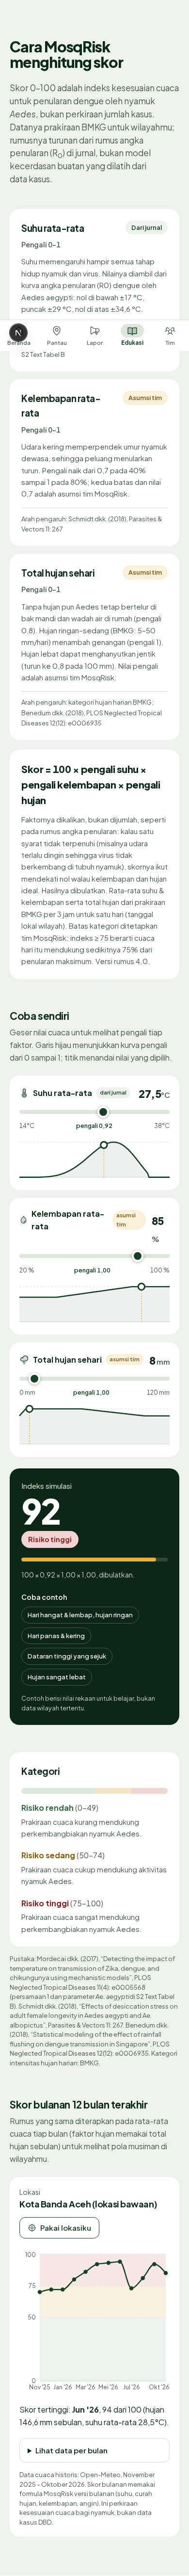 Cara MosqRisk
menghitung skor
Skor 0–100 adalah indeks kesesuaian cuaca
untuk penularan dengue oleh nyamuk
Aedes, bukan perkiraan jumlah kasus.
Datanya prakiraan BMKG untuk wilayahmu;
rumusnya turunan dari rumus angka
penularan (R₀) di jurnal, bukan model
kecerdasan buatan yang dilatih dari
data kasus.
Suhu rata-rata
Dari jurnal
Pengali 0–1
Suhu memengaruhi hampir semua tahap
hidup nyamuk dan virus. Nilainya diambil dari
kurva angka penularan (R0) dengue oleh
Aedes aegypti: nol di bawah ±17 °C,
puncak ±29 °C, nol di atas ±34,6 °C.
N
Beranda
Pantau
Lapor
Edukasi
Tim
S2 Text Tabel B
Kelembapan rata-
rata
Asumsi tim
Pengali 0–1
Udara kering memperpendek umur nyamuk
dewasa, sehingga peluang menularkan
turun. Pengali naik dari 0,7 pada 40%
sampai 1 pada 80%; kedua batas dan nilai
0,7 adalah asumsi tim MosqRisk.
Arah pengaruh: Schmidt dkk. (2018), Parasites &
Vectors 11: 267
Total hujan sehari
Asumsi tim
Pengali 0–1
Tanpa hujan pun Aedes tetap bertelur di
bak mandi dan wadah air di rumah (pengali
0,8). Hujan ringan–sedang (BMKG: 5–50
mm/hari) menambah genangan (pengali 1).
Hujan lebat dapat menghanyutkan jentik
(turun ke 0,8 pada 100 mm). Nilai pengali
adalah asumsi tim MosqRisk.
Arah pengaruh: kategori hujan harian BMKG;
Benedum dkk. (2018), PLOS Neglected Tropical
Diseases 12(12): e0006935
Skor = 100 × pengali suhu ×
pengali kelembapan × pengali
hujan
Faktornya dikalikan, bukan dijumlah, seperti
pada rumus angka penularan: kalau satu
syarat tidak terpenuhi (misalnya udara
terlalu dingin sehingga virus tidak
berkembang di tubuh nyamuk), skornya ikut
mendekati nol walau kelembapan dan hujan
ideal. Hasilnya dibulatkan. Rata-rata suhu &
kelembapan serta total hujan dari prakiraan
BMKG per 3 jam untuk satu hari (tanggal
lokal wilayah). Batas kategori ditetapkan
tim MosqRisk: indeks ≥ 75 berarti cuaca
hari itu mendukung sedikitnya 75% dari
penularan maksimum. Versi rumus 4.0.
Coba sendiri
Geser nilai cuaca untuk melihat pengali tiap
faktor. Garis hijau menunjukkan kurva pengali
dari 0 sampai 1; titik menandai nilai yang dipilih.
Suhu rata-rata
dari jurnal
27,5°C
14°C
pengali 0,92
38°C
Kelembapan rata-
rata
asumsi
tim
85
%
20 %
pengali 1,00
100 %
Total hujan sehari
asumsi tim
8 mm
0 mm
pengali 1,00
120 mm
Indeks simulasi
92
Risiko tinggi
100 × 0,92 × 1,00 × 1,00, dibulatkan.
Coba contoh
Hari hangat & lembap, hujan ringan
Hari panas & kering
Dataran tinggi yang sejuk
Hujan sangat lebat
Contoh berisi nilai rekaan untuk belajar, bukan
data wilayah tertentu.
Kategori
Risiko rendah (0–49)
Prakiraan cuaca kurang mendukung
perkembangbiakan nyamuk Aedes.
Risiko sedang (50–74)
Prakiraan cuaca cukup mendukung aktivitas
nyamuk Aedes.
Risiko tinggi (75–100)
Prakiraan cuaca sangat mendukung
perkembangbiakan nyamuk Aedes.
Pustaka: Mordecai dkk. (2017), “Detecting the impact of
temperature on transmission of Zika, dengue, and
chikungunya using mechanistic models”. PLOS
Neglected Tropical Diseases 11(4): e0005568
(persamaan 1 dan parameter Ae. aegypti di S2 Text Tabel
B). Schmidt dkk. (2018), “Effects of desiccation stress on
adult female longevity in Aedes aegypti and Ae.
albopictus”, Parasites & Vectors 11: 267. Benedum dkk.
(2018), “Statistical modeling of the effect of rainfall
flushing on dengue transmission in Singapore”, PLOS
Neglected Tropical Diseases 12(12): e0006935. Kategori
intensitas hujan harian: BMKG.
Skor bulanan 12 bulan terakhir
Rumus yang sama diterapkan pada rata-rata
cuaca tiap bulan (faktor hujan memakai total
hujan sebulan) untuk melihat pola musiman di
wilayahmu.
Lokasi
Kota Banda Aceh (lokasi bawaan)
Pakai lokasiku
100
75
50
0
Nov '25 Jan '26 Mar '26 Mei '26 Jul '26 Okt '26
Skor tertinggi: Jun '26, 94 dari 100 (hujan
146,6 mm sebulan, suhu rata-rata 28,5°C).
Lihat data per bulan
Data cuaca historis: Open-Meteo, November
2025 – Oktober 2026. Skor bulanan memakai
formula MosqRisk versi bulanan (suhu, curah
hujan, kelembapan, angin). Ini perkiraan
kesesuaian cuaca bagi nyamuk, bukan data
kasus DBD.